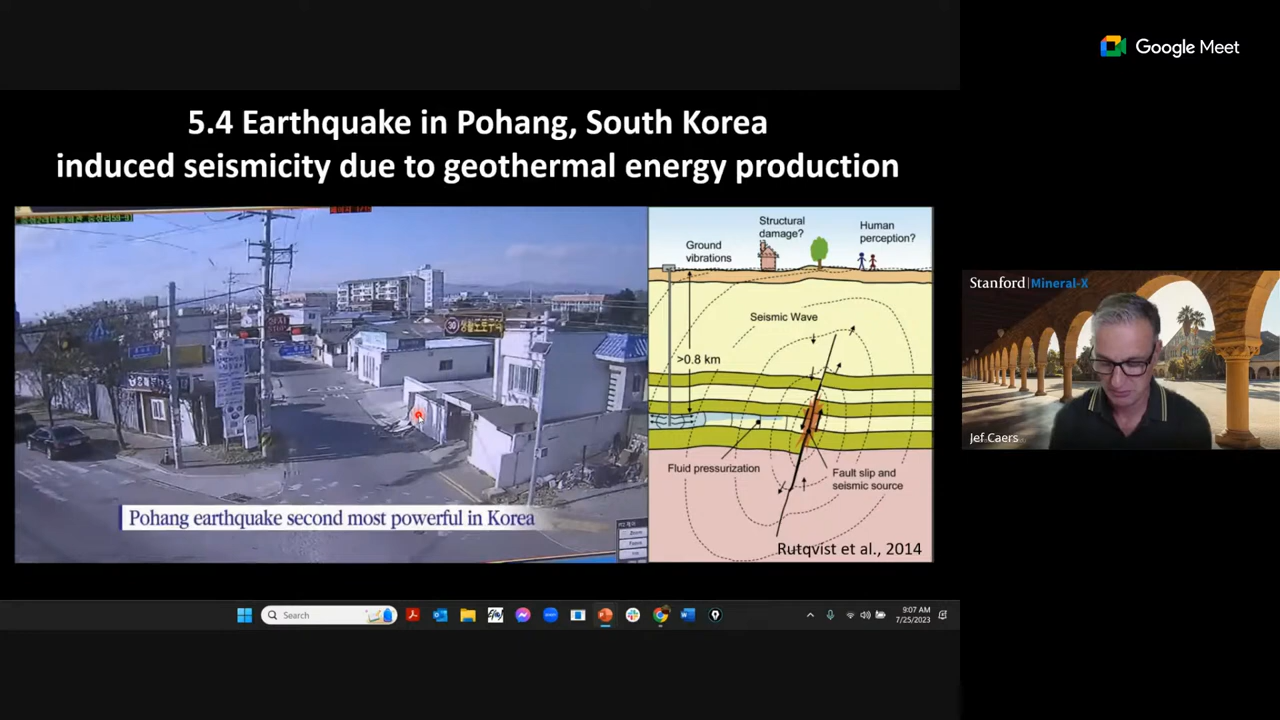 Google Meet
5.4 Earthquake in Pohang, South Korea
induced seismicity due to geothermal energy production
Structural
damage?
Human
perception?
Ground
vibrations
Seismic Wave
>0.8 km
Fluid pressurization
Fault slip and
seismic source
Rutqvist et al., 2014
30
Pohang earthquake second most powerful in Korea
Stanford | Mineral-X
Jef Caers
Search
9:07 AM
7/25/2023